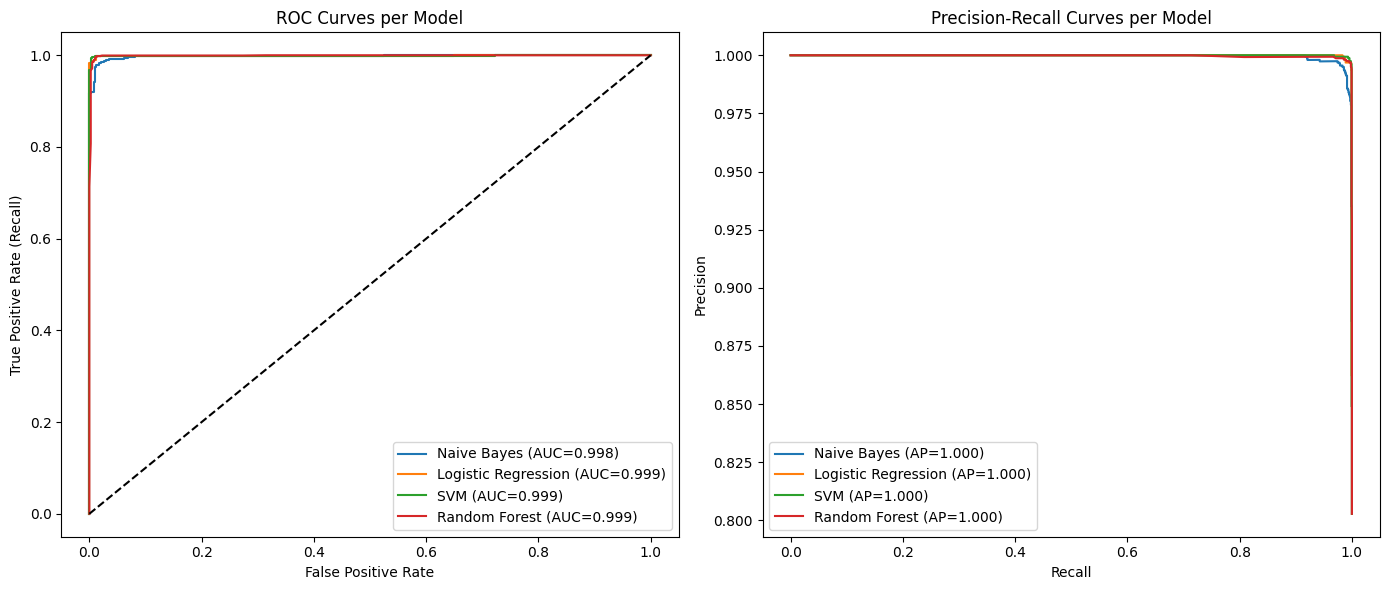 ROC Curves per Model
True Positive Rate (Recall)
1.0
0.8
0.6
0.4
0.2
0.0
0.0 0.2 0.4 0.6 0.8 1.0
False Positive Rate
Naive Bayes (AUC=0.998)
Logistic Regression (AUC=0.999)
SVM (AUC=0.999)
Random Forest (AUC=0.999)
Precision-Recall Curves per Model
Precision
1.000
0.975
0.950
0.925
0.900
0.875
0.850
0.825
0.800
0.0 0.2 0.4 0.6 0.8 1.0
Recall
Naive Bayes (AP=1.000)
Logistic Regression (AP=1.000)
SVM (AP=1.000)
Random Forest (AP=1.000)